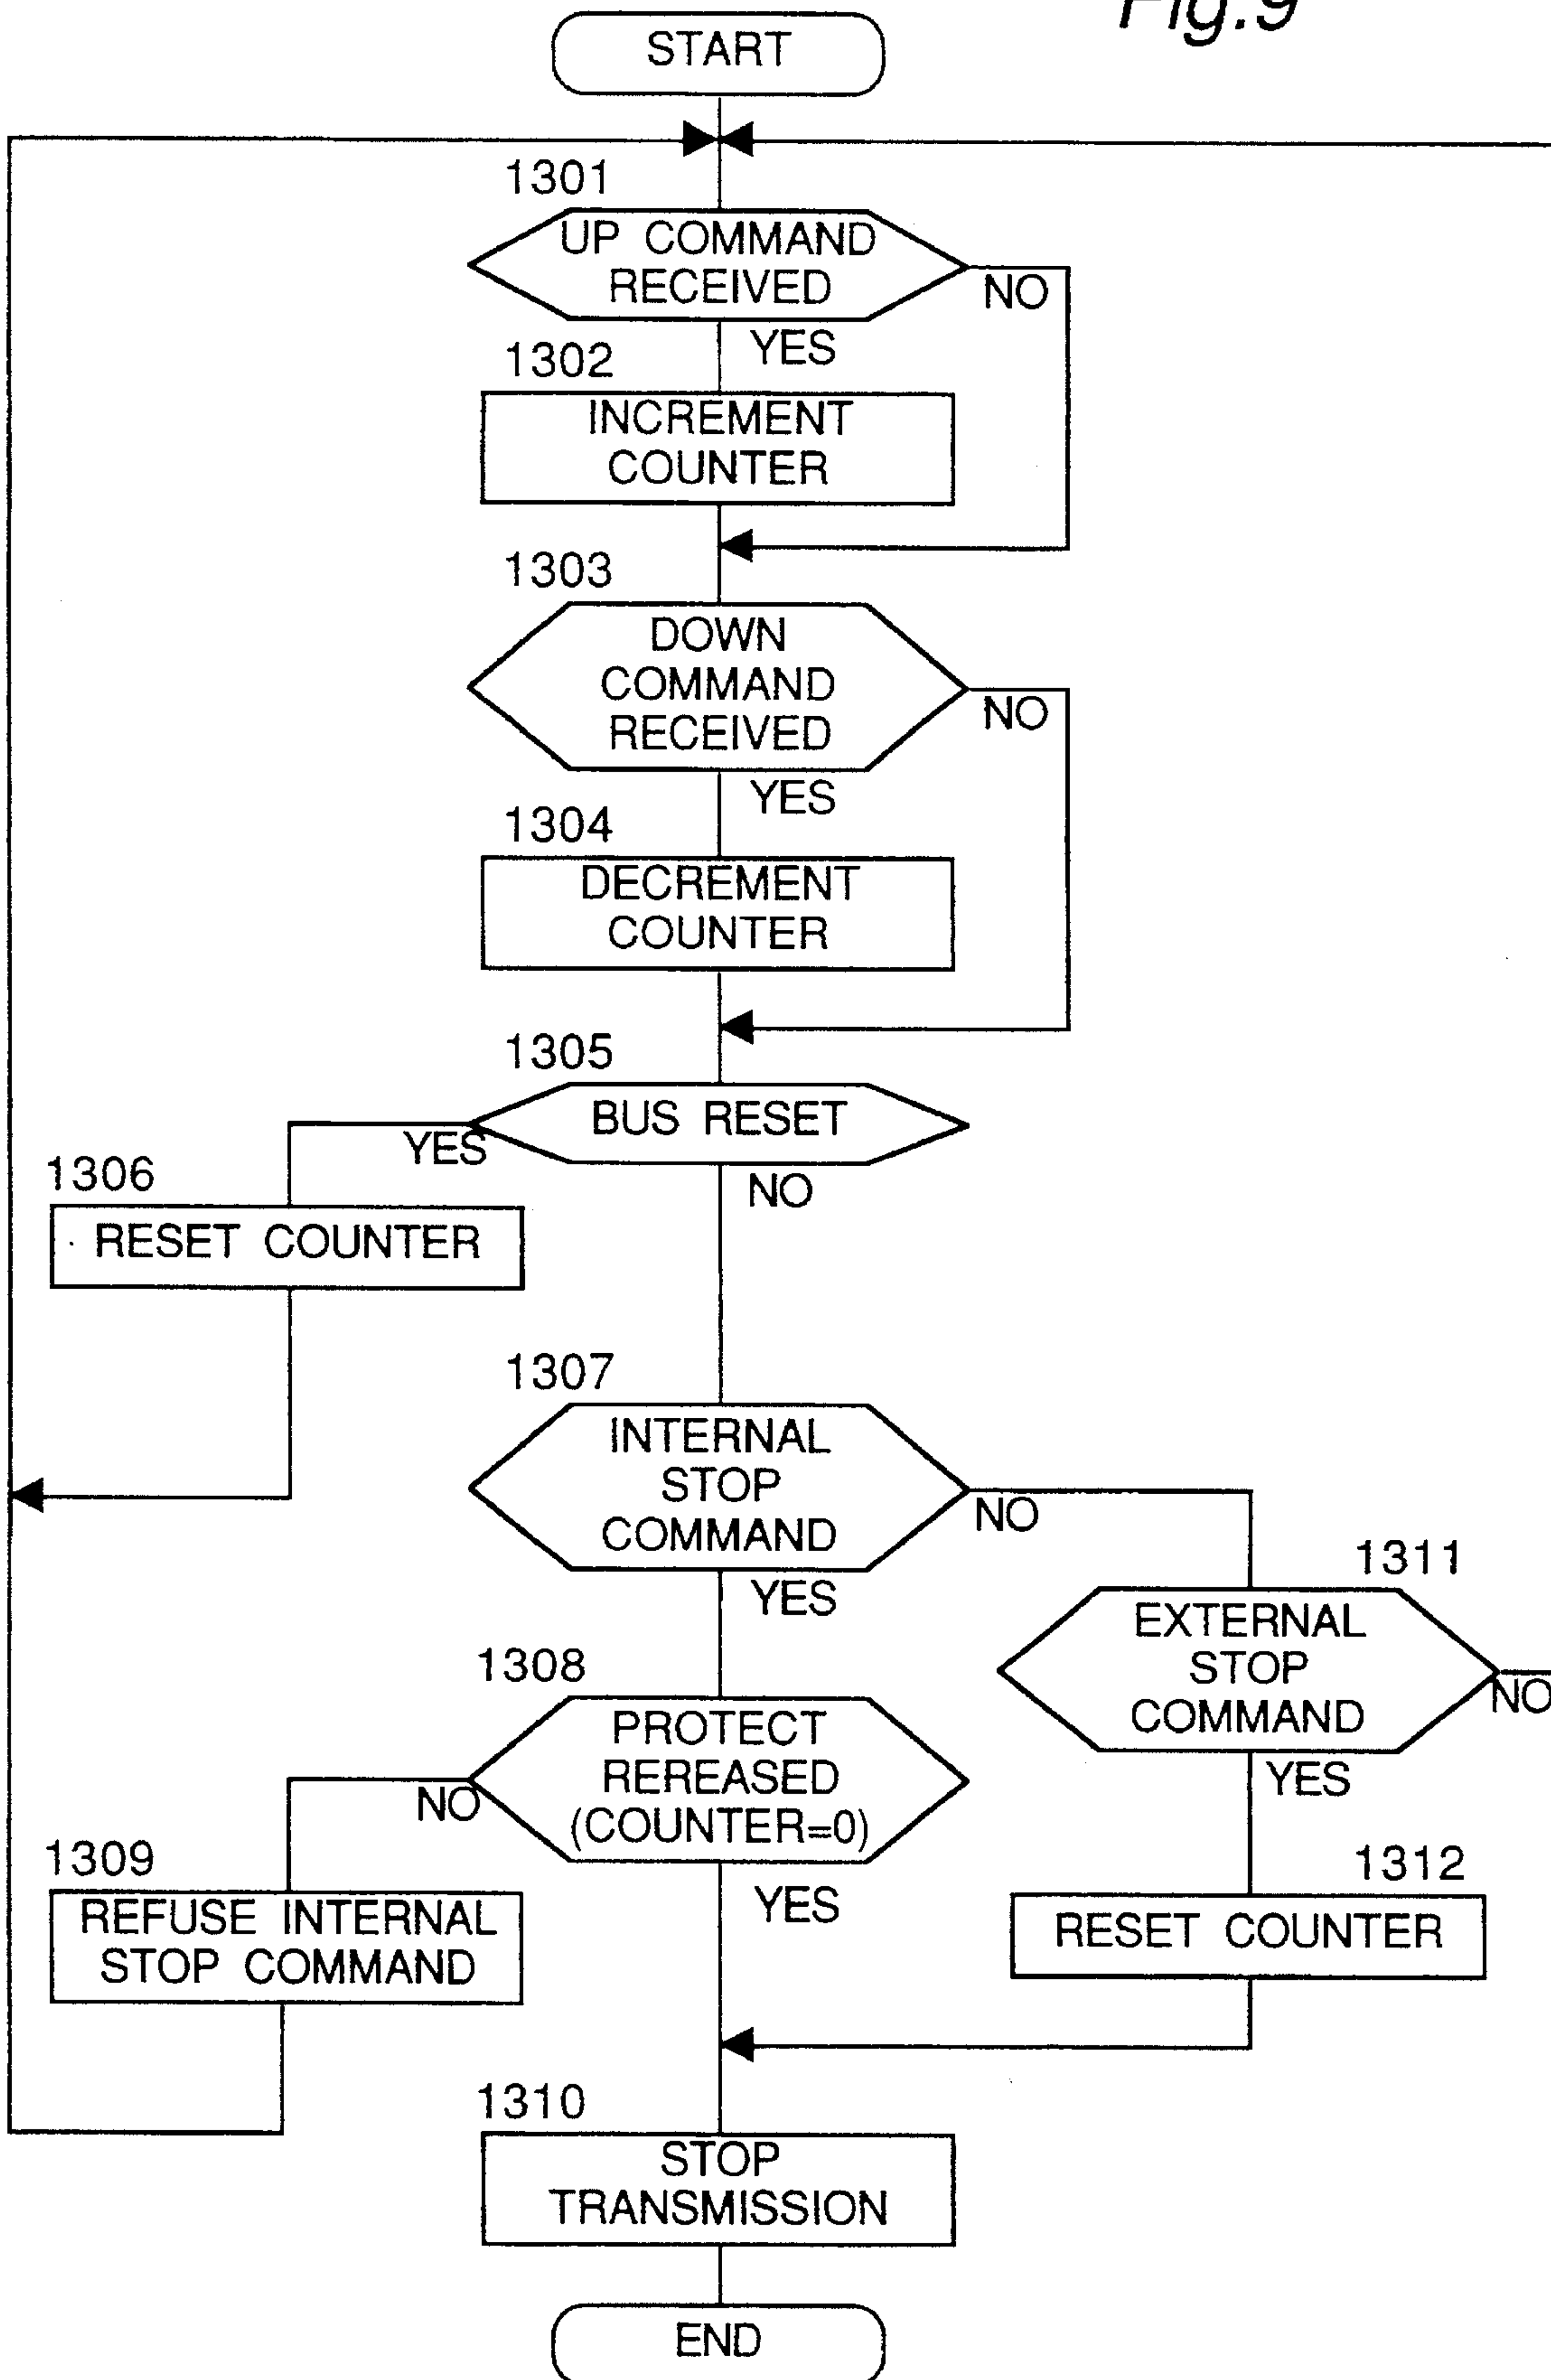 Fig.9
START
1301
UP COMMAND
RECEIVED
NO
YES
1302
INCREMENT
COUNTER
1303
DOWN
COMMAND
RECEIVED
NO
YES
1304
DECREMENT
COUNTER
1305
BUS RESET
YES
NO
1306
RESET COUNTER
1307
INTERNAL
STOP
COMMAND
NO
YES
1311
EXTERNAL
STOP
COMMAND
NO
YES
1308
PROTECT
REREASED
(COUNTER=0)
NO
YES
1309
REFUSE INTERNAL
STOP COMMAND
1312
RESET COUNTER
1310
STOP
TRANSMISSION
END